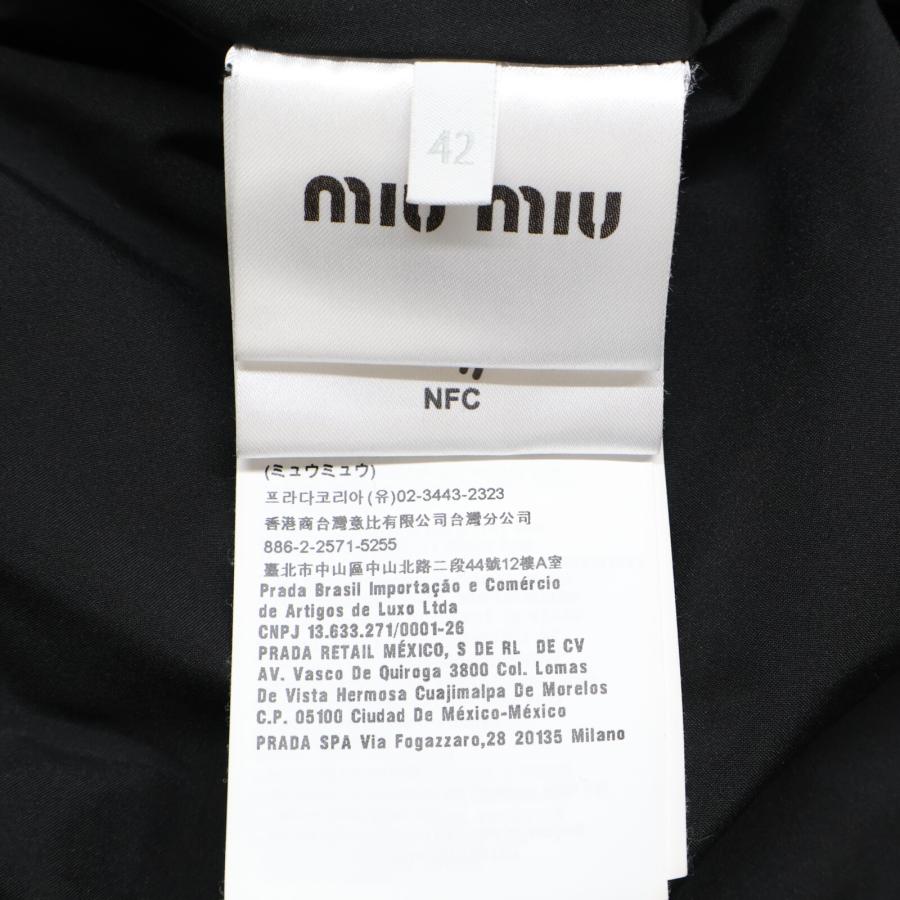 42
miu miu
NFC
(ミュウミュウ)
프라다코리아(유)02-3443-2323
香港商台灣意比有限公司台灣分公司
886-2-2571-5255
臺北市中山區中山北路二段44號12樓A室
Prada Brasil Importação e Comércio
de Artigos de Luxo Ltda
CNPJ 13.633.271/0001-26
PRADA RETAIL MÉXICO, S DE RL DE CV
AV. Vasco De Quiroga 3800 Col. Lomas
De Vista Hermosa Cuajimalpa De Morelos
C.P. 05100 Ciudad De México-México
PRADA SPA Via Fogazzaro,28 20135 Milano